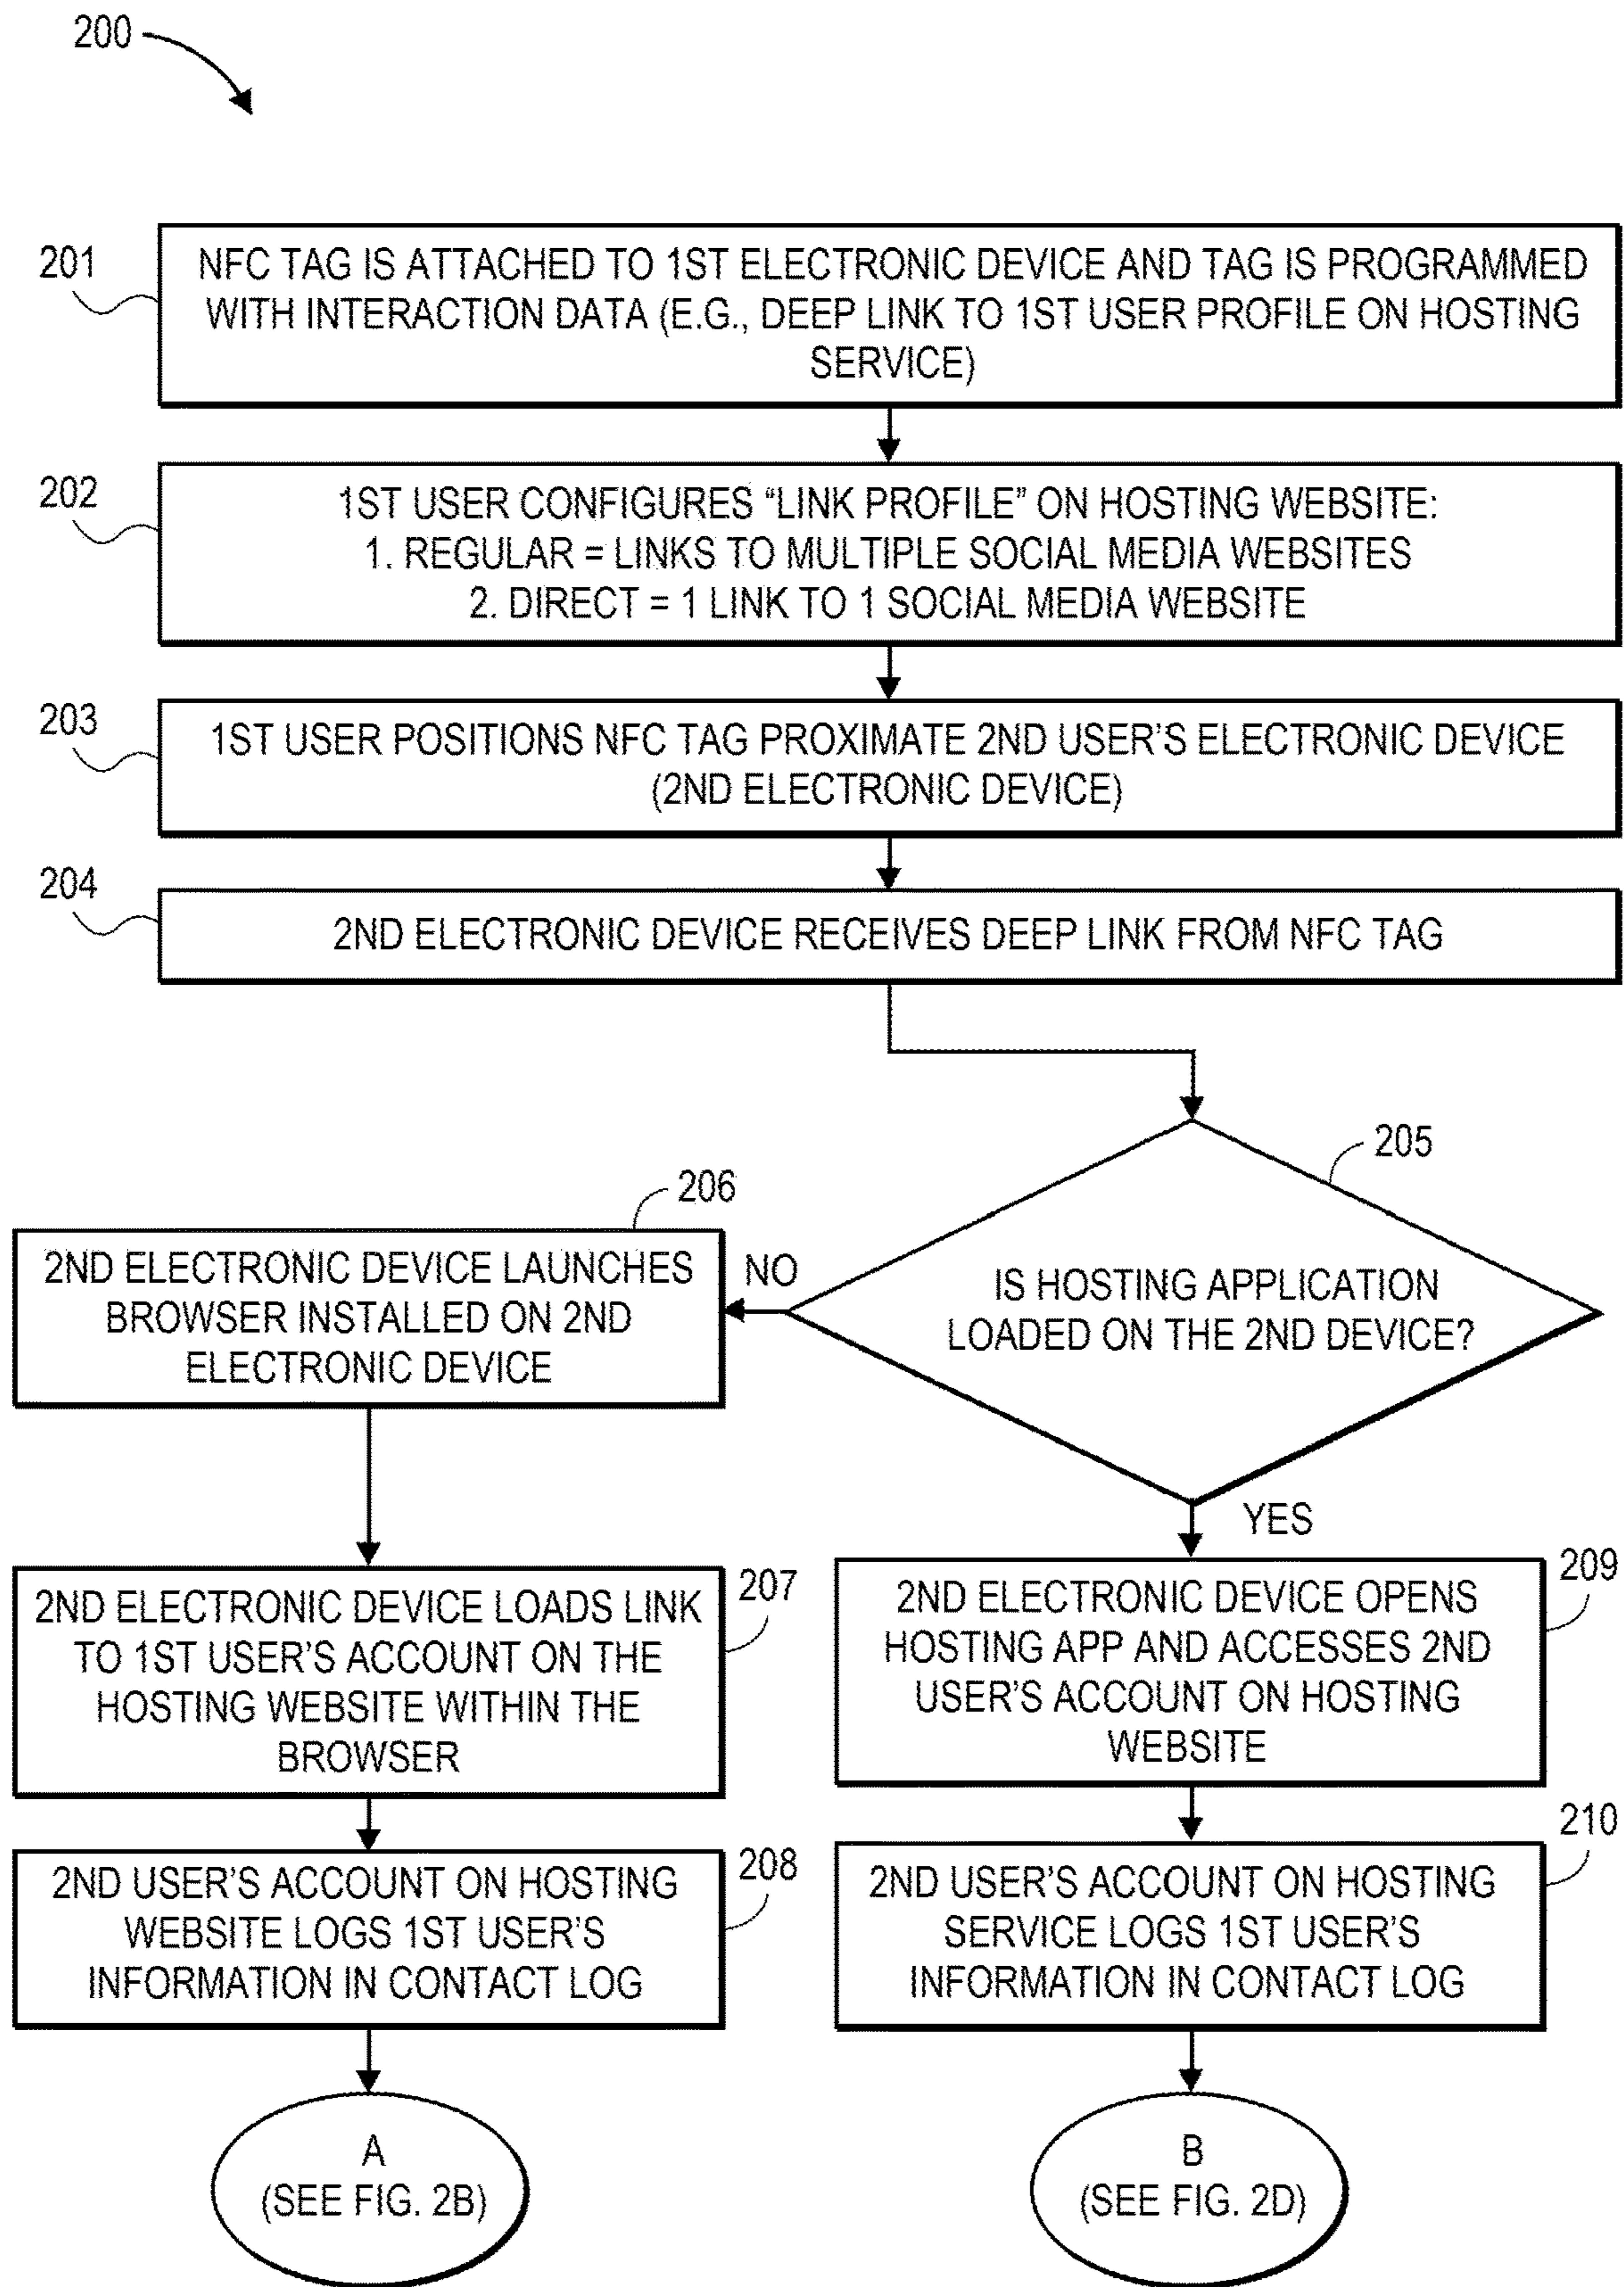 200
201
NFC TAG IS ATTACHED TO 1ST ELECTRONIC DEVICE AND TAG IS PROGRAMMED
WITH INTERACTION DATA (E.G., DEEP LINK TO 1ST USER PROFILE ON HOSTING
SERVICE)
202
1ST USER CONFIGURES “LINK PROFILE” ON HOSTING WEBSITE:
1. REGULAR = LINKS TO MULTIPLE SOCIAL MEDIA WEBSITES
2. DIRECT = 1 LINK TO 1 SOCIAL MEDIA WEBSITE
203
1ST USER POSITIONS NFC TAG PROXIMATE 2ND USER’S ELECTRONIC DEVICE
(2ND ELECTRONIC DEVICE)
204
2ND ELECTRONIC DEVICE RECEIVES DEEP LINK FROM NFC TAG
205
IS HOSTING APPLICATION
LOADED ON THE 2ND DEVICE?
NO
206
2ND ELECTRONIC DEVICE LAUNCHES
BROWSER INSTALLED ON 2ND
ELECTRONIC DEVICE
207
2ND ELECTRONIC DEVICE LOADS LINK
TO 1ST USER’S ACCOUNT ON THE
HOSTING WEBSITE WITHIN THE
BROWSER
208
2ND USER’S ACCOUNT ON HOSTING
WEBSITE LOGS 1ST USER’S
INFORMATION IN CONTACT LOG
A
(SEE FIG. 2B)
YES
209
2ND ELECTRONIC DEVICE OPENS
HOSTING APP AND ACCESSES 2ND
USER’S ACCOUNT ON HOSTING
WEBSITE
210
2ND USER’S ACCOUNT ON HOSTING
SERVICE LOGS 1ST USER’S
INFORMATION IN CONTACT LOG
B
(SEE FIG. 2D)